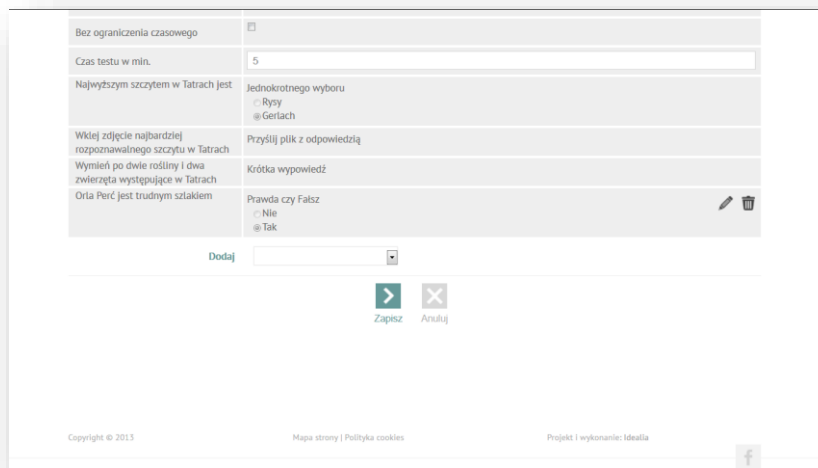 Bez ograniczenia czasowego
Czas testu w min.
5
Najwyższym szczytem w Tatrach jest
Jednokrotnego wyboru
Rysy
Gerlach
Wklej zdjęcie najbardziej
rozpoznawalnego szczytu w Tatrach
Przyślij plik z odpowiedzią
Wymień po dwie rośliny i dwa
zwierzęta występujące w Tatrach
Krótka wypowiedź
Orla Perć jest trudnym szlakiem
Prawda czy Fałsz
Nie
Tak
Dodaj
Zapisz Anuluj
Copyright © 2013 Mapa strony | Polityka cookies Projekt i wykonanie: Idealia